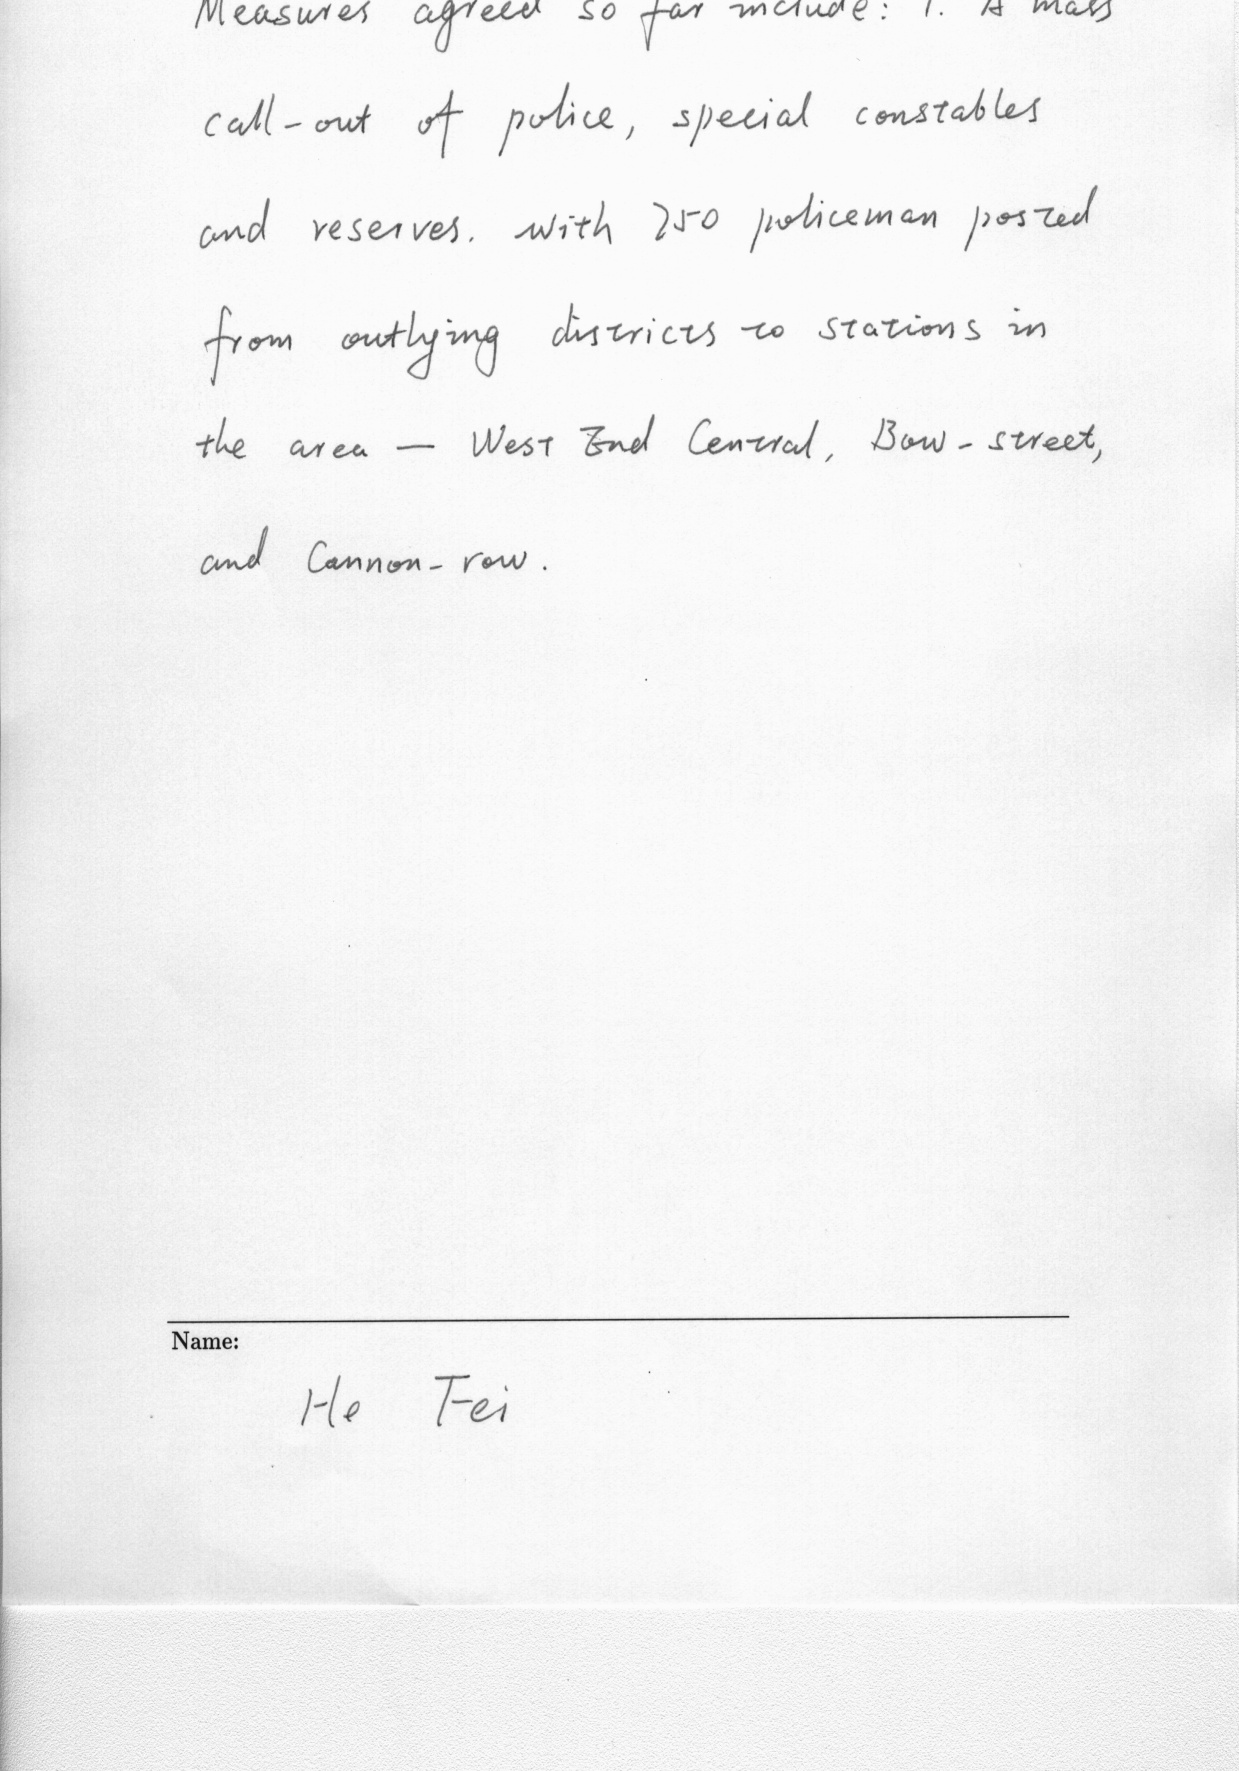 Measures agreed so far include: 1. A mass
call-out of police, special constables
and reserves. with 750 policeman posted
from outlying districts to stations in
the area — West End Central, Bow-street,
and Cannon-row.
Name:
He Fei